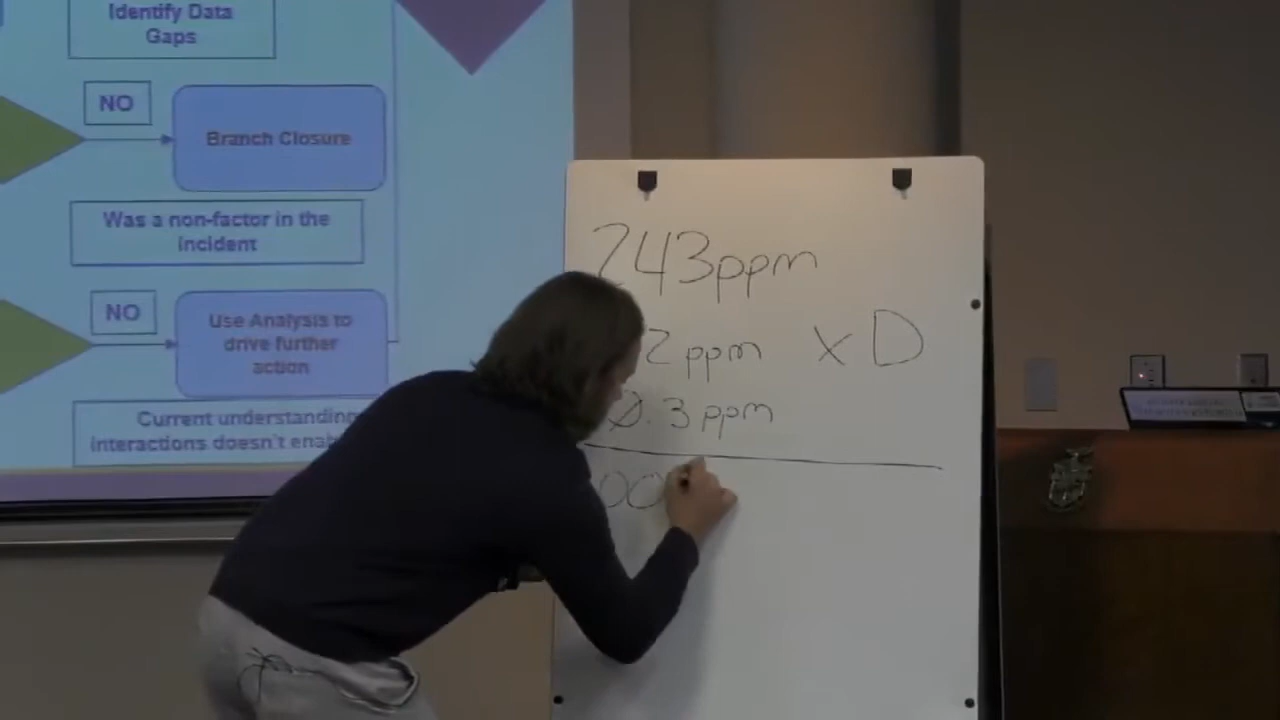 Identify Data
Gaps
NO
Branch Closure
Was a non-factor in the
incident
NO
Use Analysis to
drive further
action
Current understanding
interactions doesn't
243ppm
2 ppm x D
0.3 ppm
00